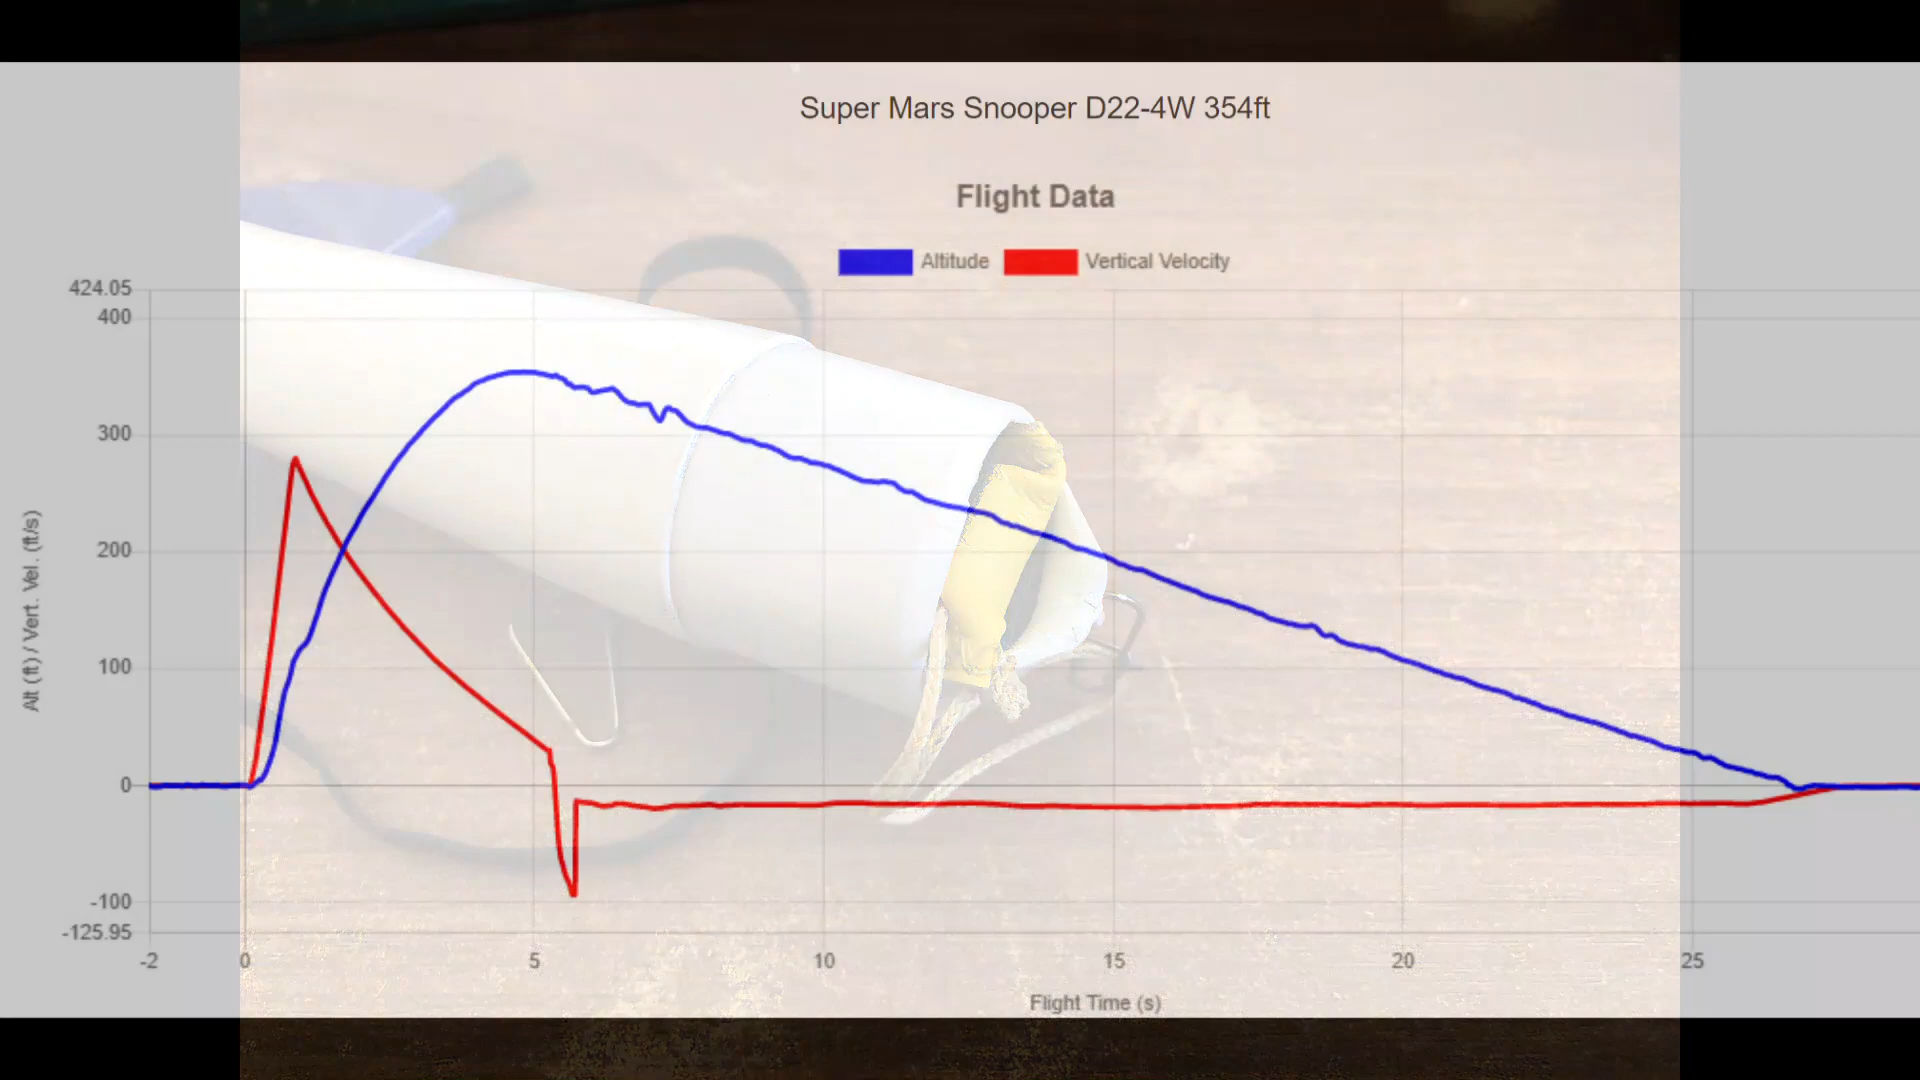 Super Mars Snooper D22-4W 354ft
Flight Data
Altitude Vertical Velocity
424.05
400
300
200
100
0
-100
-125.95
Alt (ft) / Vert. Vel. (ft/s)
-2 0 5 10 15 20 25
Flight Time (s)